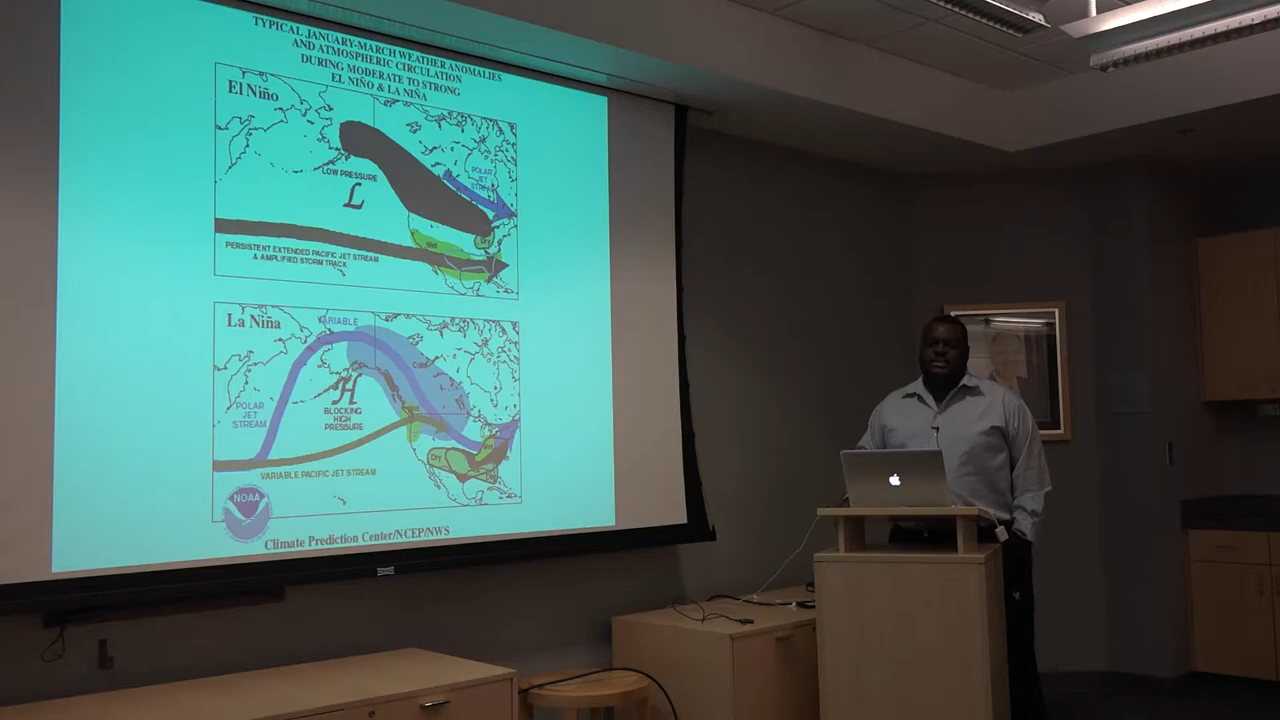 TYPICAL JANUARY-MARCH WEATHER ANOMALIES
AND ATMOSPHERIC CIRCULATION
DURING MODERATE TO STRONG
EL NIÑO & LA NIÑA
El Niño
LOW PRESSURE
L
POLAR
JET
STREAM
Wet
Dry
PERSISTENT EXTENDED PACIFIC JET STREAM
& AMPLIFIED STORM TRACK
La Niña
VARIABLE
Cold
H
BLOCKING
HIGH
PRESSURE
POLAR
JET
STREAM
Dry
VARIABLE PACIFIC JET STREAM
NOAA
Climate Prediction Center/NCEP/NWS